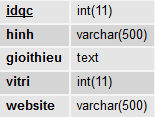 idqc int(11)
hinh varchar(500)
gioithieu text
vitri int(11)
website varchar(500)